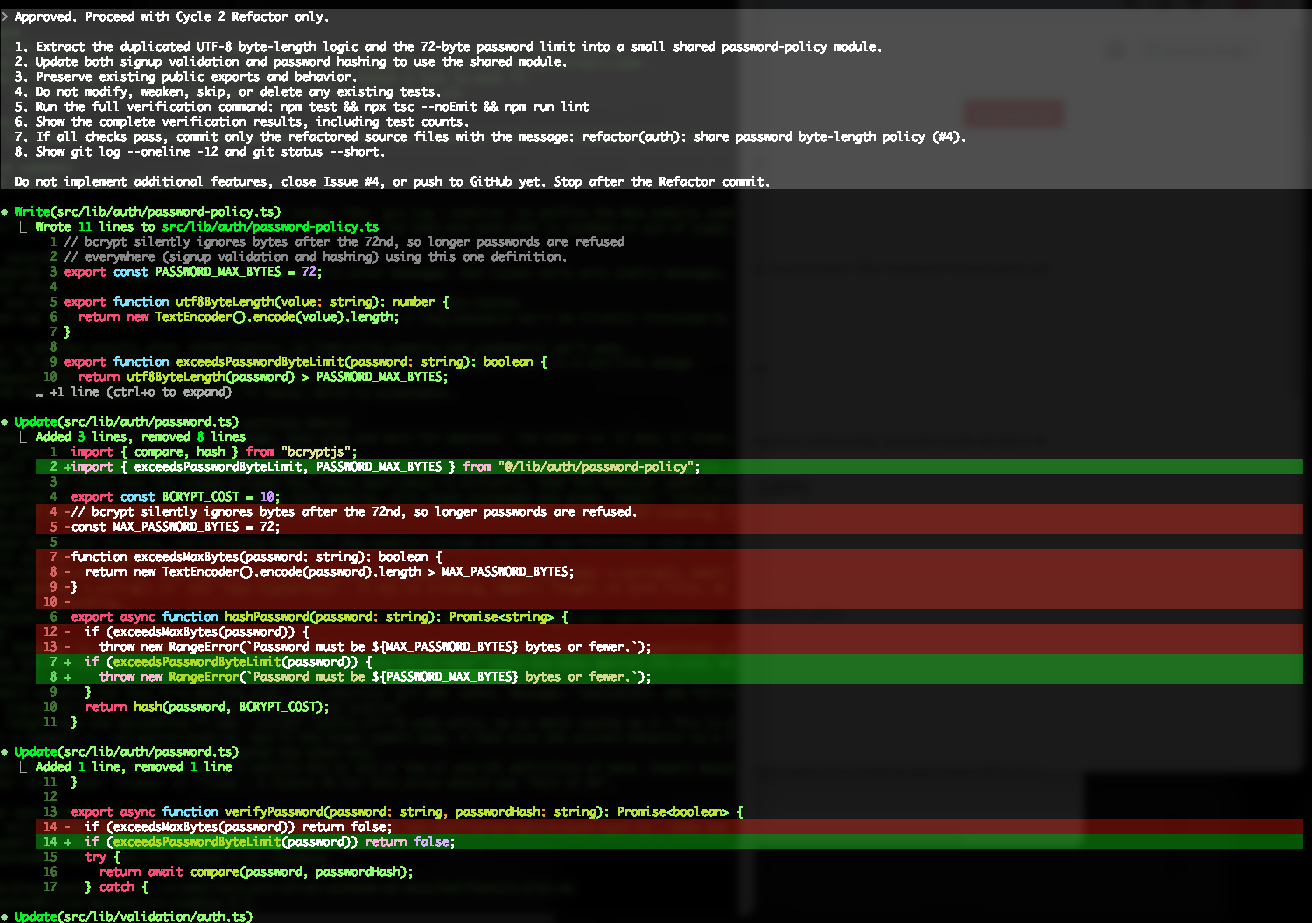 > Approved. Proceed with Cycle 2 Refactor only.
1. Extract the duplicated UTF-8 byte-length logic and the 72-byte password limit into a small shared password-policy module.
2. Update both signup validation and password hashing to use the shared module.
3. Preserve existing public exports and behavior.
4. Do not modify, weaken, skip, or delete any existing tests.
5. Run the full verification command: npm test && npx tsc --noEmit && npm run lint
6. Show the complete verification results, including test counts.
7. If all checks pass, commit only the refactored source files with the message: refactor(auth): share password byte-length policy (#4).
8. Show git log --oneline -12 and git status --short.
Do not implement additional features, close Issue #4, or push to GitHub yet. Stop after the Refactor commit.
● Write(src/lib/auth/password-policy.ts)
⎿ Wrote 11 lines to src/lib/auth/password-policy.ts
1 // bcrypt silently ignores bytes after the 72nd, so longer passwords are refused
2 // everywhere (signup validation and hashing) using this one definition.
3 export const PASSWORD_MAX_BYTES = 72;
4
5 export function utf8ByteLength(value: string): number {
6   return new TextEncoder().encode(value).length;
7 }
8
9 export function exceedsPasswordByteLimit(password: string): boolean {
10   return utf8ByteLength(password) > PASSWORD_MAX_BYTES;
… +1 line (ctrl+o to expand)
● Update(src/lib/auth/password.ts)
⎿ Added 3 lines, removed 8 lines
1  import { compare, hash } from "bcryptjs";
2 +import { exceedsPasswordByteLimit, PASSWORD_MAX_BYTES } from "@/lib/auth/password-policy";
3
4  export const BCRYPT_COST = 10;
4 -// bcrypt silently ignores bytes after the 72nd, so longer passwords are refused.
5 -const MAX_PASSWORD_BYTES = 72;
5
7 -function exceedsMaxBytes(password: string): boolean {
8 -  return new TextEncoder().encode(password).length > MAX_PASSWORD_BYTES;
9 -}
10 -
6  export async function hashPassword(password: string): Promise<string> {
12 -  if (exceedsMaxBytes(password)) {
13 -    throw new RangeError(`Password must be ${MAX_PASSWORD_BYTES} bytes or fewer.`);
7 +  if (exceedsPasswordByteLimit(password)) {
8 +    throw new RangeError(`Password must be ${PASSWORD_MAX_BYTES} bytes or fewer.`);
9    }
10    return hash(password, BCRYPT_COST);
11  }
● Update(src/lib/auth/password.ts)
⎿ Added 1 line, removed 1 line
11  }
12
13  export async function verifyPassword(password: string, passwordHash: string): Promise<boolean> {
14 -  if (exceedsMaxBytes(password)) return false;
14 +  if (exceedsPasswordByteLimit(password)) return false;
15    try {
16      return await compare(password, passwordHash);
17    } catch {
● Update(src/lib/validation/auth.ts)